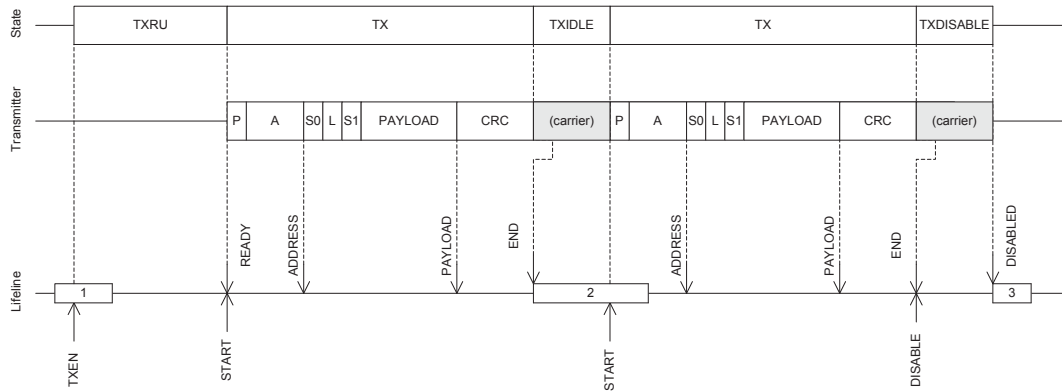 State
TXRU
TX
TXIDLE
TX
TXDISABLE
Transmitter
P
A
S0
L
S1
PAYLOAD
CRC
(carrier)
P
A
S0
L
S1
PAYLOAD
CRC
(carrier)
READY
ADDRESS
PAYLOAD
END
ADDRESS
PAYLOAD
END
DISABLED
Lifeline
1
2
3
TXEN
START
START
DISABLE